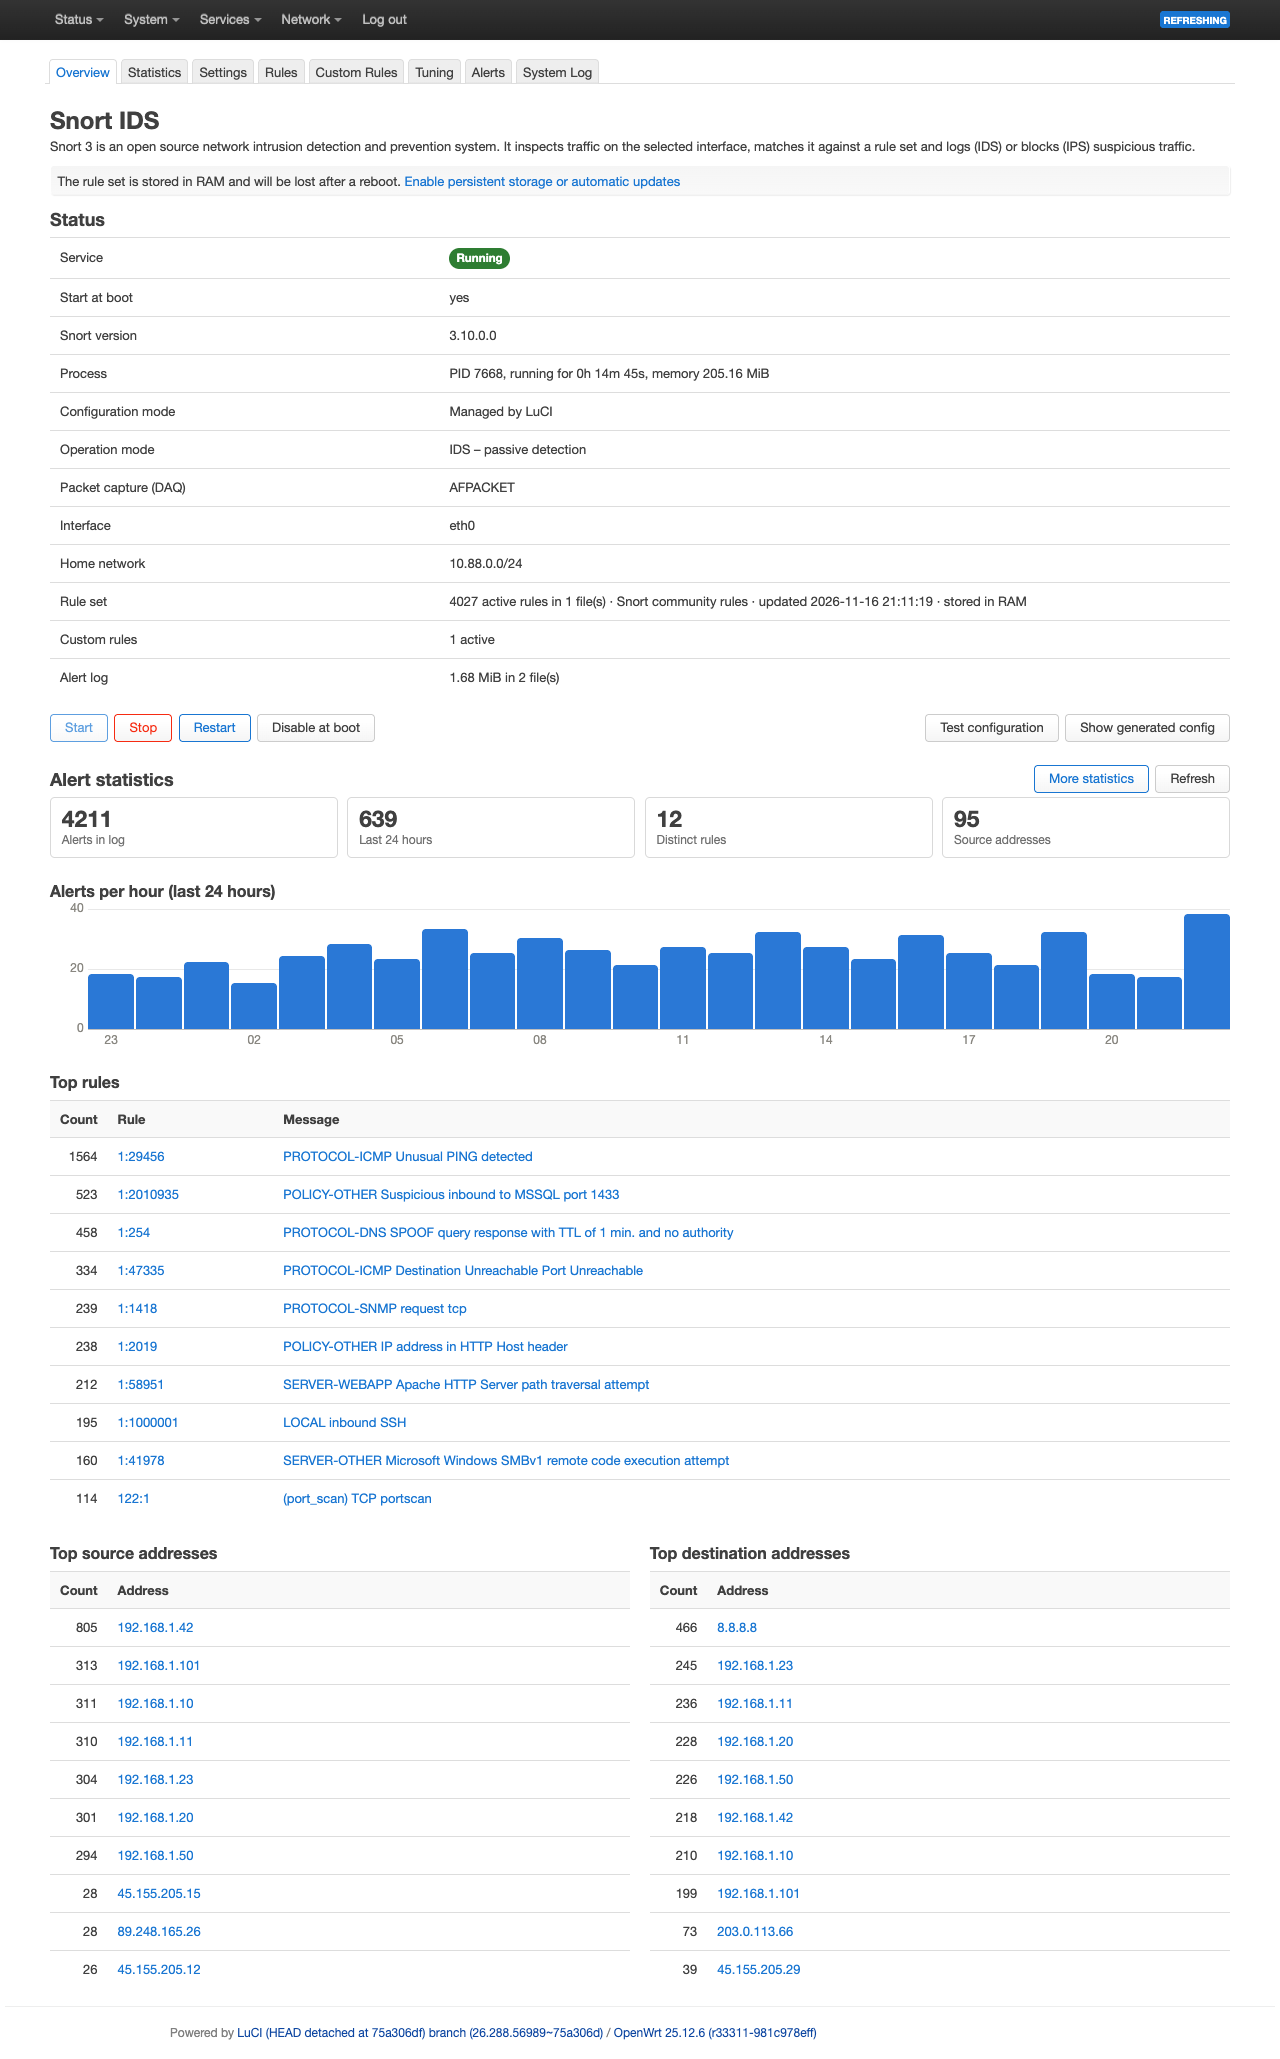 Status System Services Network Log out REFRESHING
Overview Statistics Settings Rules Custom Rules Tuning Alerts System Log
Snort IDS
Snort 3 is an open source network intrusion detection and prevention system. It inspects traffic on the selected interface, matches it against a rule set and logs (IDS) or blocks (IPS) suspicious traffic.
The rule set is stored in RAM and will be lost after a reboot. Enable persistent storage or automatic updates
Status
Service Running
Start at boot yes
Snort version 3.10.0.0
Process PID 7668, running for 0h 14m 45s, memory 205.16 MiB
Configuration mode Managed by LuCI
Operation mode IDS – passive detection
Packet capture (DAQ) AFPACKET
Interface eth0
Home network 10.88.0.0/24
Rule set 4027 active rules in 1 file(s) · Snort community rules · updated 2026-11-16 21:11:19 · stored in RAM
Custom rules 1 active
Alert log 1.68 MiB in 2 file(s)
Start Stop Restart Disable at boot Test configuration Show generated config
Alert statistics More statistics Refresh
4211 639 12 95
Alerts in log Last 24 hours Distinct rules Source addresses
Alerts per hour (last 24 hours)
40
20
0
23 02 05 08 11 14 17 20
Top rules
Count Rule Message
1564 1:29456 PROTOCOL-ICMP Unusual PING detected
523 1:2010935 POLICY-OTHER Suspicious inbound to MSSQL port 1433
458 1:254 PROTOCOL-DNS SPOOF query response with TTL of 1 min. and no authority
334 1:47335 PROTOCOL-ICMP Destination Unreachable Port Unreachable
239 1:1418 PROTOCOL-SNMP request tcp
238 1:2019 POLICY-OTHER IP address in HTTP Host header
212 1:58951 SERVER-WEBAPP Apache HTTP Server path traversal attempt
195 1:1000001 LOCAL inbound SSH
160 1:41978 SERVER-OTHER Microsoft Windows SMBv1 remote code execution attempt
114 122:1 (port_scan) TCP portscan
Top source addresses
Count Address
805 192.168.1.42
313 192.168.1.101
311 192.168.1.10
310 192.168.1.11
304 192.168.1.23
301 192.168.1.20
294 192.168.1.50
28 45.155.205.15
28 89.248.165.26
26 45.155.205.12
Top destination addresses
Count Address
466 8.8.8.8
245 192.168.1.23
236 192.168.1.11
228 192.168.1.20
226 192.168.1.50
218 192.168.1.42
210 192.168.1.10
199 192.168.1.101
73 203.0.113.66
39 45.155.205.29
Powered by LuCI (HEAD detached at 75a306df) branch (26.288.56989~75a306d) / OpenWrt 25.12.6 (r33311-981c978eff)